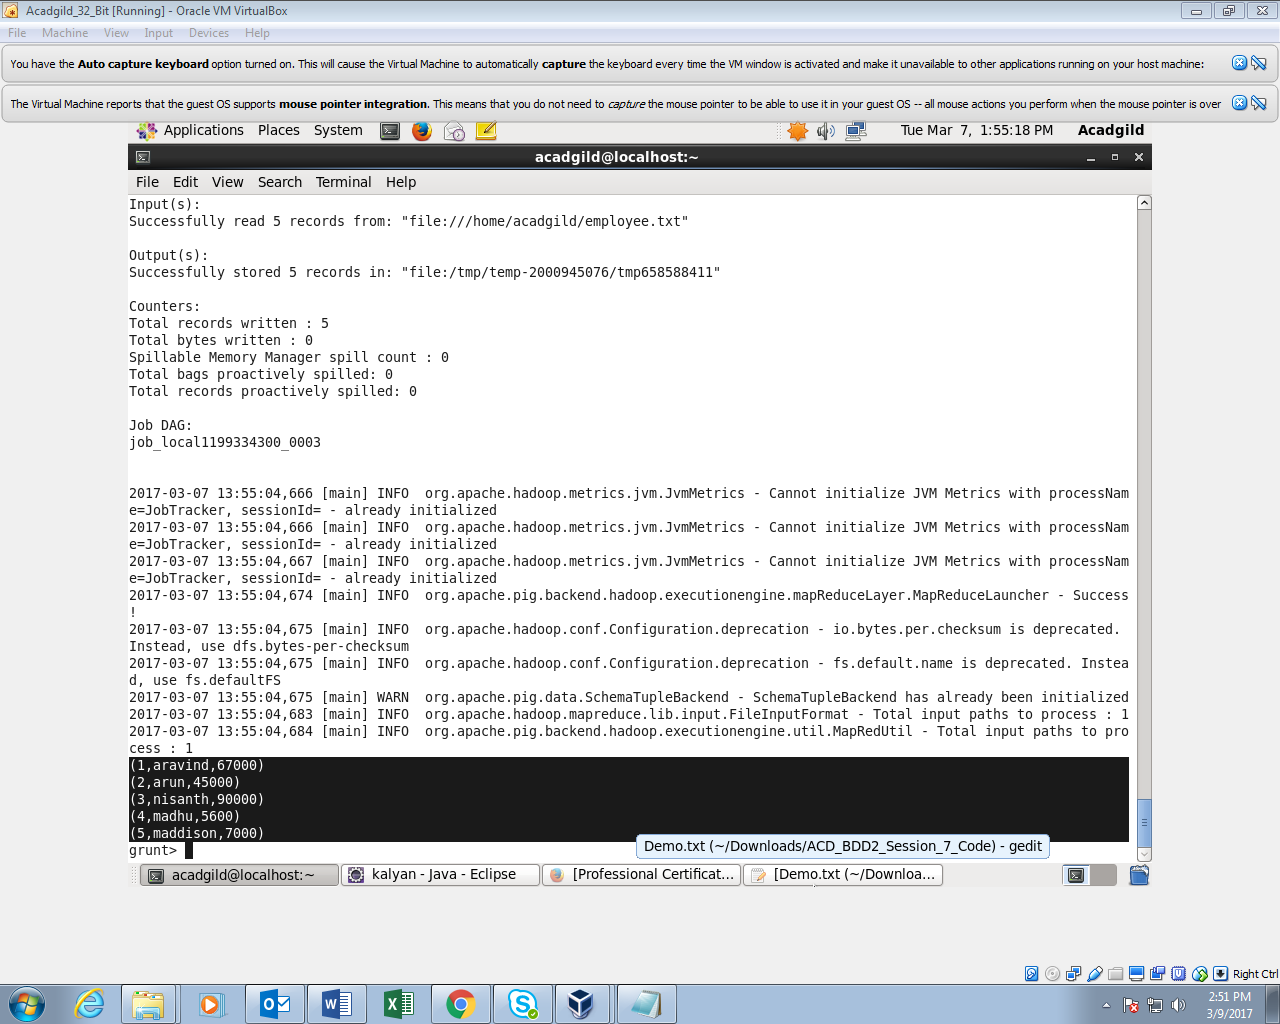 Acadgild_32_Bit [Running] - Oracle VM VirtualBox
File Machine View Input Devices Help
You have the Auto capture keyboard option turned on. This will cause the Virtual Machine to automatically capture the keyboard every time the VM window is activated and make it unavailable to other applications running on your host machine:
The Virtual Machine reports that the guest OS supports mouse pointer integration. This means that you do not need to capture the mouse pointer to be able to use it in your guest OS -- all mouse actions you perform when the mouse pointer is over
Applications Places System Tue Mar 7, 1:55:18 PM Acadgild
acadgild@localhost:~
File Edit View Search Terminal Help
Input(s):
Successfully read 5 records from: "file:///home/acadgild/employee.txt"
Output(s):
Successfully stored 5 records in: "file:/tmp/temp-2000945076/tmp658588411"
Counters:
Total records written : 5
Total bytes written : 0
Spillable Memory Manager spill count : 0
Total bags proactively spilled: 0
Total records proactively spilled: 0
Job DAG:
job_local1199334300_0003
2017-03-07 13:55:04,666 [main] INFO  org.apache.hadoop.metrics.jvm.JvmMetrics - Cannot initialize JVM Metrics with processNam
e=JobTracker, sessionId= - already initialized
2017-03-07 13:55:04,666 [main] INFO  org.apache.hadoop.metrics.jvm.JvmMetrics - Cannot initialize JVM Metrics with processNam
e=JobTracker, sessionId= - already initialized
2017-03-07 13:55:04,667 [main] INFO  org.apache.hadoop.metrics.jvm.JvmMetrics - Cannot initialize JVM Metrics with processNam
e=JobTracker, sessionId= - already initialized
2017-03-07 13:55:04,674 [main] INFO  org.apache.pig.backend.hadoop.executionengine.mapReduceLayer.MapReduceLauncher - Success
!
2017-03-07 13:55:04,675 [main] INFO  org.apache.hadoop.conf.Configuration.deprecation - io.bytes.per.checksum is deprecated.
Instead, use dfs.bytes-per-checksum
2017-03-07 13:55:04,675 [main] INFO  org.apache.hadoop.conf.Configuration.deprecation - fs.default.name is deprecated. Instea
d, use fs.defaultFS
2017-03-07 13:55:04,675 [main] WARN  org.apache.pig.data.SchemaTupleBackend - SchemaTupleBackend has already been initialized
2017-03-07 13:55:04,683 [main] INFO  org.apache.hadoop.mapreduce.lib.input.FileInputFormat - Total input paths to process : 1
2017-03-07 13:55:04,684 [main] INFO  org.apache.pig.backend.hadoop.executionengine.util.MapRedUtil - Total input paths to pro
cess : 1
(1,aravind,67000)
(2,arun,45000)
(3,nisanth,90000)
(4,madhu,5600)
(5,maddison,7000)
grunt>
Demo.txt (~/Downloads/ACD_BDD2_Session_7_Code) - gedit
acadgild@localhost:~ kalyan - Java - Eclipse [Professional Certificat... [Demo.txt (~/Downloa...
Right Ctrl
2:51 PM
3/9/2017